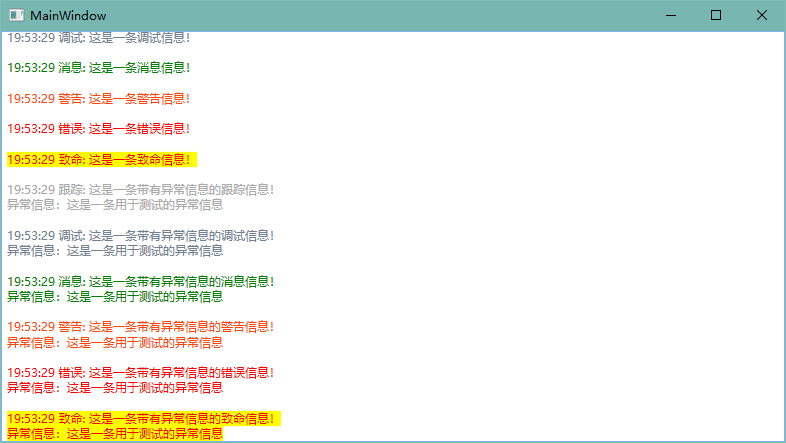 MainWindow
19:53:29 调试: 这是一条调试信息!
19:53:29 消息: 这是一条消息信息!
19:53:29 警告: 这是一条警告信息!
19:53:29 错误: 这是一条错误信息!
19:53:29 致命: 这是一条致命信息!
19:53:29 跟踪: 这是一条带有异常信息的跟踪信息!
异常信息：这是一条用于测试的异常信息
19:53:29 调试: 这是一条带有异常信息的调试信息!
异常信息：这是一条用于测试的异常信息
19:53:29 消息: 这是一条带有异常信息的消息信息!
异常信息：这是一条用于测试的异常信息
19:53:29 警告: 这是一条带有异常信息的警告信息!
异常信息：这是一条用于测试的异常信息
19:53:29 错误: 这是一条带有异常信息的错误信息!
异常信息：这是一条用于测试的异常信息
19:53:29 致命: 这是一条带有异常信息的致命信息!
异常信息：这是一条用于测试的异常信息